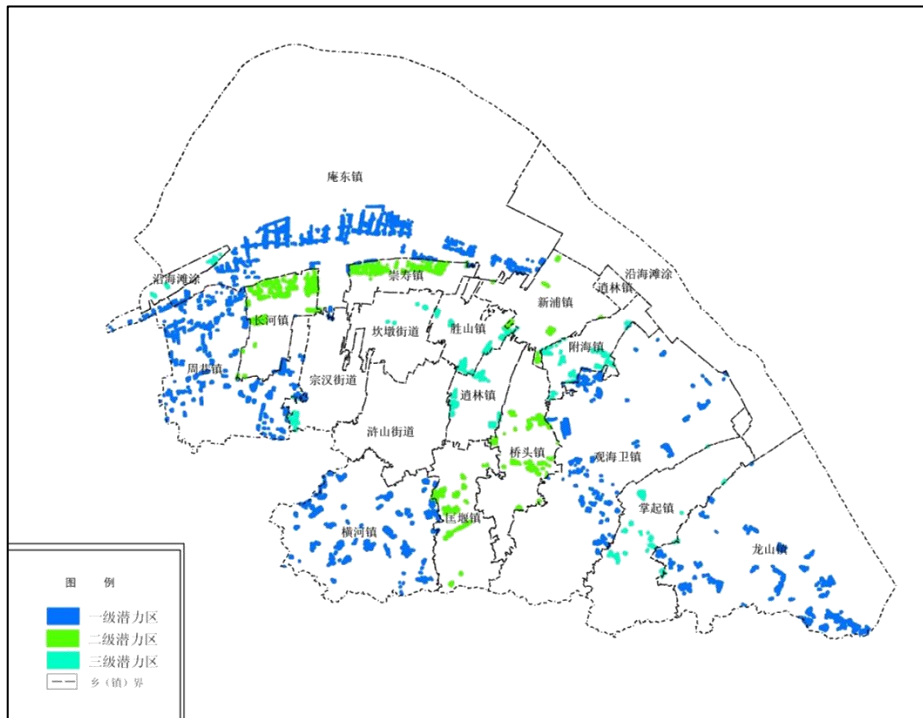 庵东镇
沿海滩涂
崇寿镇
沿海滩涂
逍林镇
新浦镇
长河镇
坎墩街道
胜山镇
附海镇
周巷镇
宗汉街道
逍林镇
浒山街道
桥头镇
观海卫镇
横河镇
匡堰镇
掌起镇
龙山镇
图 例
一级潜力区
二级潜力区
三级潜力区
乡（镇）界